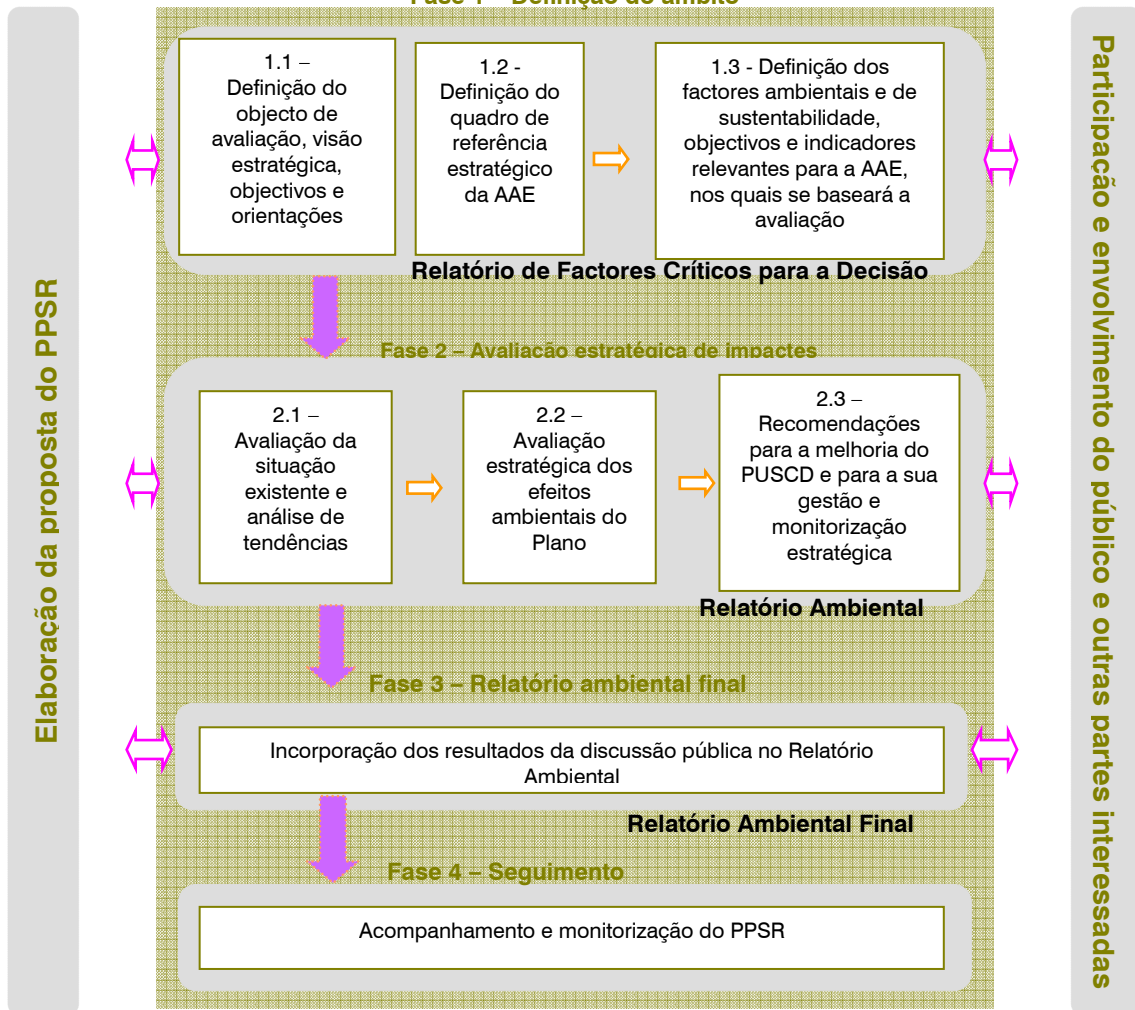 Fase 1 – Definição do âmbito
1.1 –
Definição do
objecto de
avaliação, visão
estratégica,
objectivos e
orientações
1.2 -
Definição do
quadro de
referência
estratégico
da AAE
1.3 - Definição dos
factores ambientais e de
sustentabilidade,
objectivos e indicadores
relevantes para a AAE,
nos quais se baseará a
avaliação
Relatório de Factores Críticos para a Decisão
Fase 2 – Avaliação estratégica de impactes
2.1 –
Avaliação da
situação
existente e
análise de
tendências
2.2 –
Avaliação
estratégica dos
efeitos
ambientais do
Plano
2.3 –
Recomendações
para a melhoria do
PUSCD e para a sua
gestão e
monitorização
estratégica
Relatório Ambiental
Fase 3 – Relatório ambiental final
Incorporação dos resultados da discussão pública no Relatório
Ambiental
Relatório Ambiental Final
Fase 4 – Seguimento
Acompanhamento e monitorização do PPSR
Elaboração da proposta do PPSR
Participação e envolvimento do público e outras partes interessadas